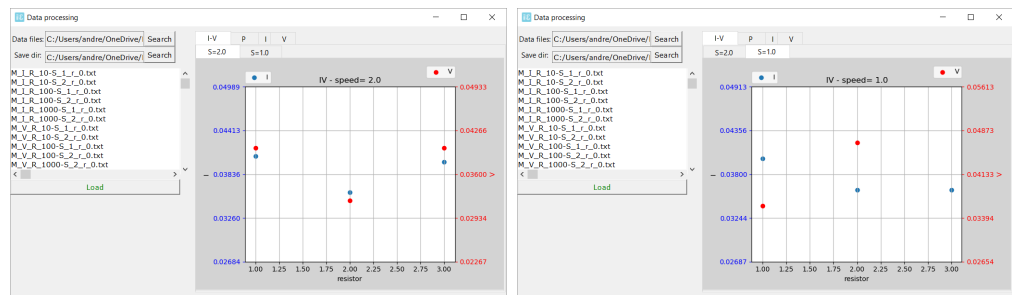 Data processing
Data files: C:/Users/andre/OneDrive/I Search
Save dir: C:/Users/andre/OneDrive/I Search
M_I_R_10-S_1_r_0.txt
M_I_R_10-S_2_r_0.txt
M_I_R_100-S_1_r_0.txt
M_I_R_100-S_2_r_0.txt
M_I_R_1000-S_1_r_0.txt
M_I_R_1000-S_2_r_0.txt
M_V_R_10-S_1_r_0.txt
M_V_R_10-S_2_r_0.txt
M_V_R_100-S_1_r_0.txt
M_V_R_100-S_2_r_0.txt
M_V_R_1000-S_1_r_0.txt
Load
I-V P I V
S=2.0 S=1.0
I
V
IV - speed= 2.0
0.04989
0.04413
0.03836
0.03260
0.02684
I
0.04933
0.04266
0.03600
0.02934
0.02267
V
1.00 1.25 1.50 1.75 2.00 2.25 2.50 2.75 3.00
resistor
Data processing
Data files: C:/Users/andre/OneDrive/I Search
Save dir: C:/Users/andre/OneDrive/I Search
M_I_R_10-S_1_r_0.txt
M_I_R_10-S_2_r_0.txt
M_I_R_100-S_1_r_0.txt
M_I_R_100-S_2_r_0.txt
M_I_R_1000-S_1_r_0.txt
M_I_R_1000-S_2_r_0.txt
M_V_R_10-S_1_r_0.txt
M_V_R_10-S_2_r_0.txt
M_V_R_100-S_1_r_0.txt
M_V_R_100-S_2_r_0.txt
M_V_R_1000-S_1_r_0.txt
Load
I-V P I V
S=2.0 S=1.0
I
V
IV - speed= 1.0
0.04913
0.04356
0.03800
0.03244
0.02687
I
0.05613
0.04873
0.04133
0.03394
0.02654
V
1.00 1.25 1.50 1.75 2.00 2.25 2.50 2.75 3.00
resistor